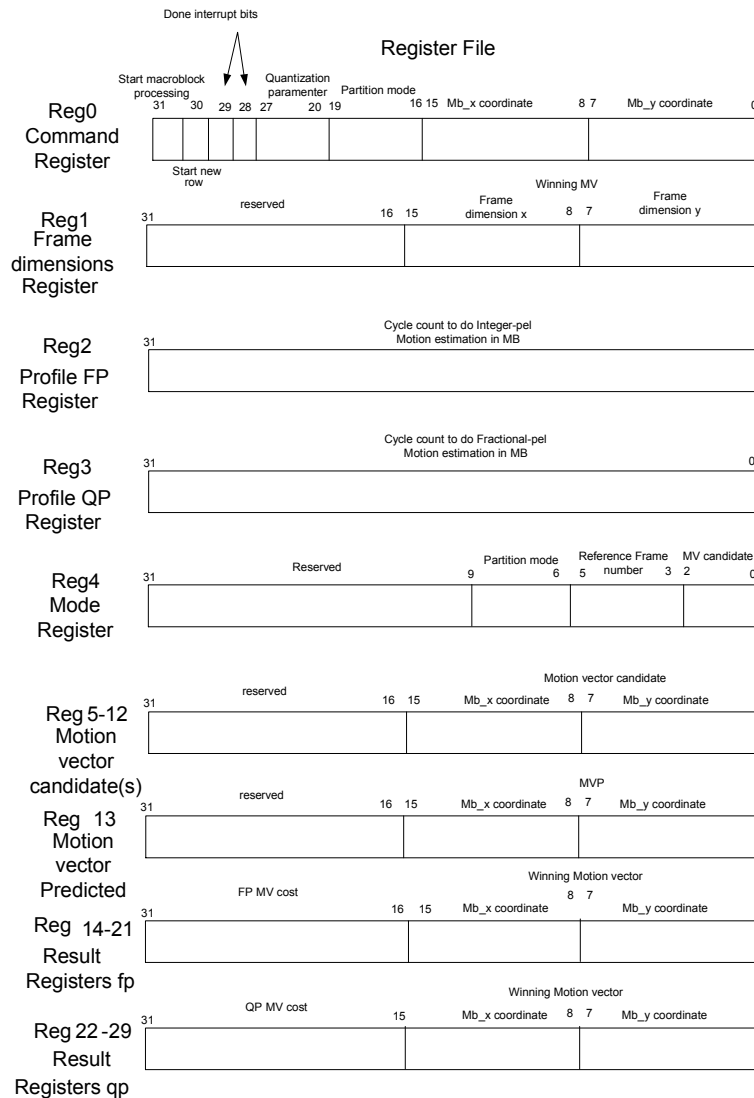 Done interrupt bits
Register File
Start macroblock
processing
Quantization
paramenter
Partition mode
31 30 29 28 27 20 19 16 15 Mb_x coordinate 8 7 Mb_y coordinate 0
Reg0
Command
Register
Start new
row
Winning MV
31 reserved 16 15 Frame
dimension x 8 7 Frame
dimension y
Reg1
Frame
dimensions
Register
Cycle count to do Integer-pel
Motion estimation in MB
31
Reg2
Profile FP
Register
Cycle count to do Fractional-pel
Motion estimation in MB
31 0
Reg3
Profile QP
Register
31 Reserved 9 Partition mode 6 5 Reference Frame
number 3 MV candidate
2 0
Reg4
Mode
Register
Motion vector candidate
31 reserved 16 15 Mb_x coordinate 8 7 Mb_y coordinate
Reg 5-12
Motion
vector
candidate(s)
MVP
31 reserved 16 15 Mb_x coordinate 8 7 Mb_y coordinate
Reg 13
Motion
vector
Predicted
Winning Motion vector
31 FP MV cost 16 15 Mb_x coordinate 8 7 Mb_y coordinate
Reg 14-21
Result
Registers fp
Winning Motion vector
31 QP MV cost 15 Mb_x coordinate 8 7 Mb_y coordinate
Reg 22-29
Result
Registers qp